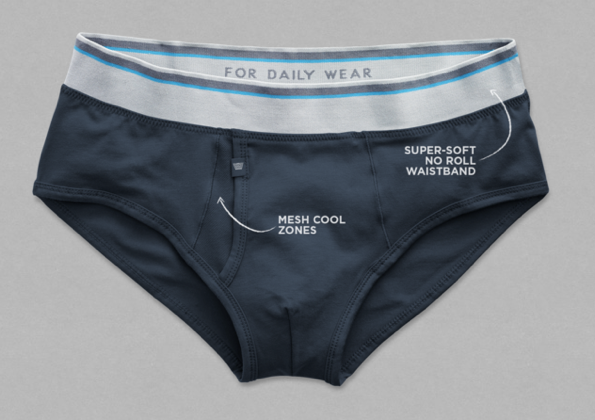 FOR DAILY WEAR
SUPER-SOFT
NO ROLL
WAISTBAND
MESH COOL
ZONES